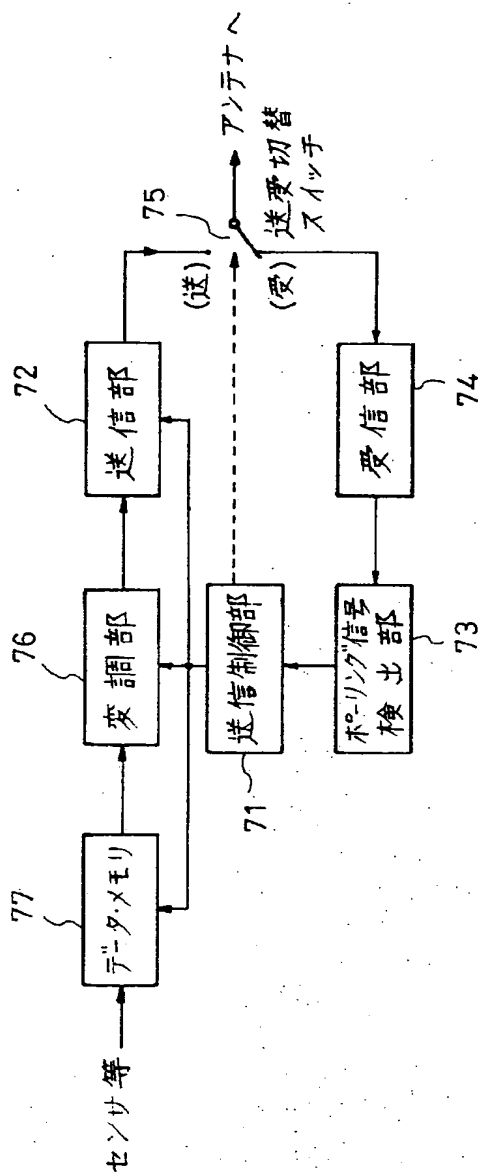 センサ等
77
データ・メモリ
76
変調部
72
送信部
75
(送)
(受)
アンテナへ
送受切替
スイッチ
71
送信制御部
73
ポーリング信号
検出部
74
受信部